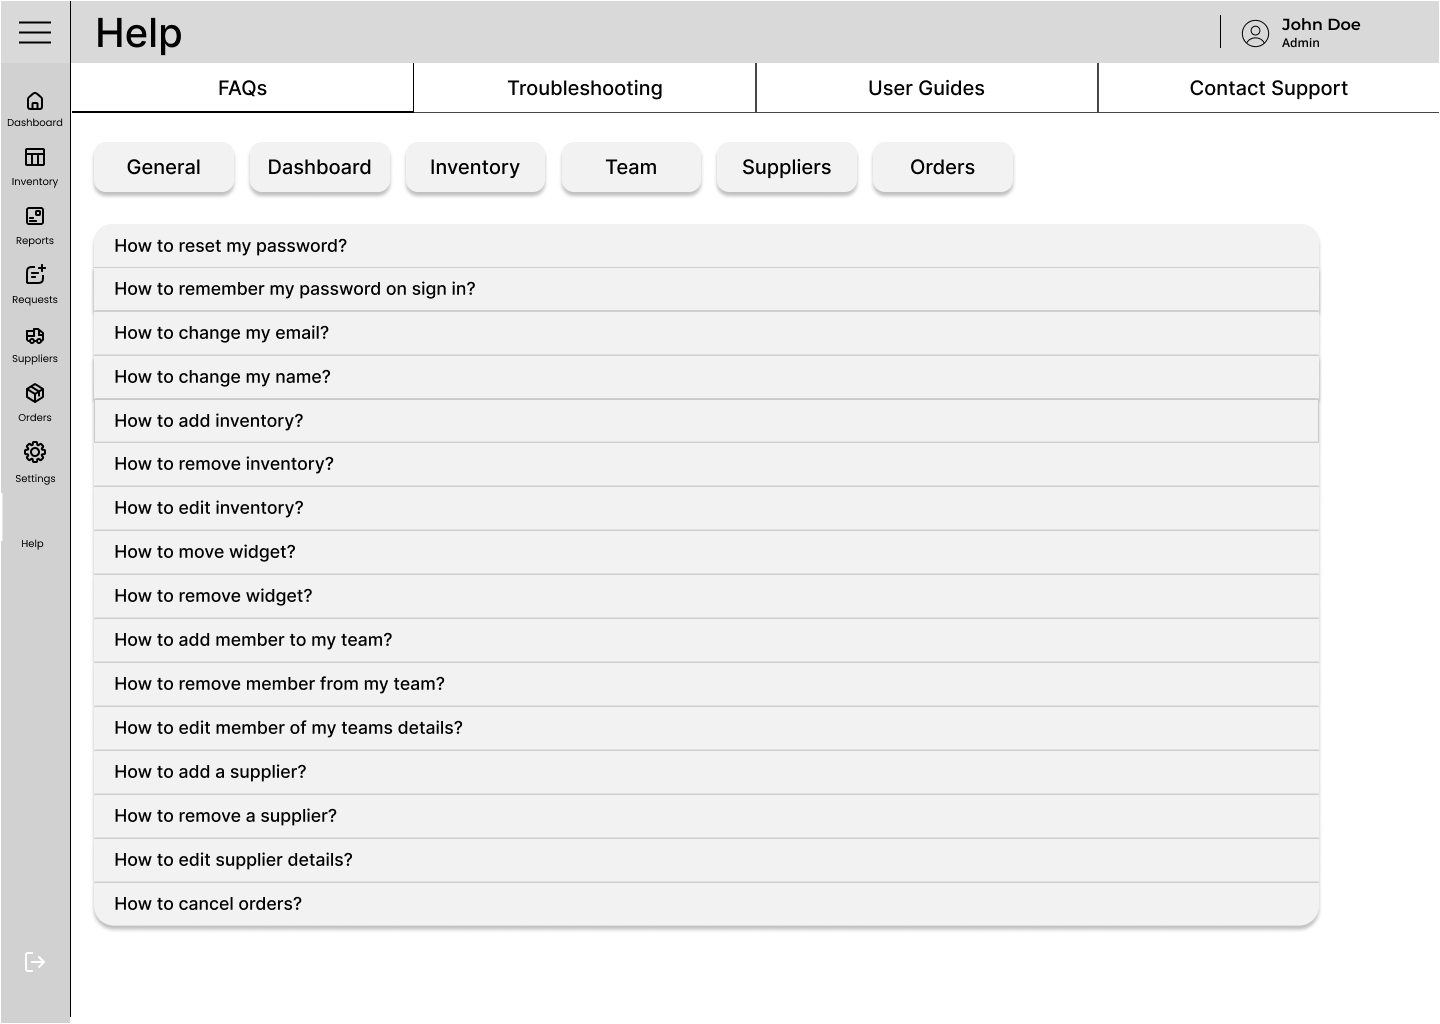 Help
John Doe
Admin
FAQs
Troubleshooting
User Guides
Contact Support
Dashboard
Inventory
Reports
Requests
Suppliers
Orders
Settings
Help
General
Dashboard
Inventory
Team
Suppliers
Orders
How to reset my password?
How to remember my password on sign in?
How to change my email?
How to change my name?
How to add inventory?
How to remove inventory?
How to edit inventory?
How to move widget?
How to remove widget?
How to add member to my team?
How to remove member from my team?
How to edit member of my teams details?
How to add a supplier?
How to remove a supplier?
How to edit supplier details?
How to cancel orders?